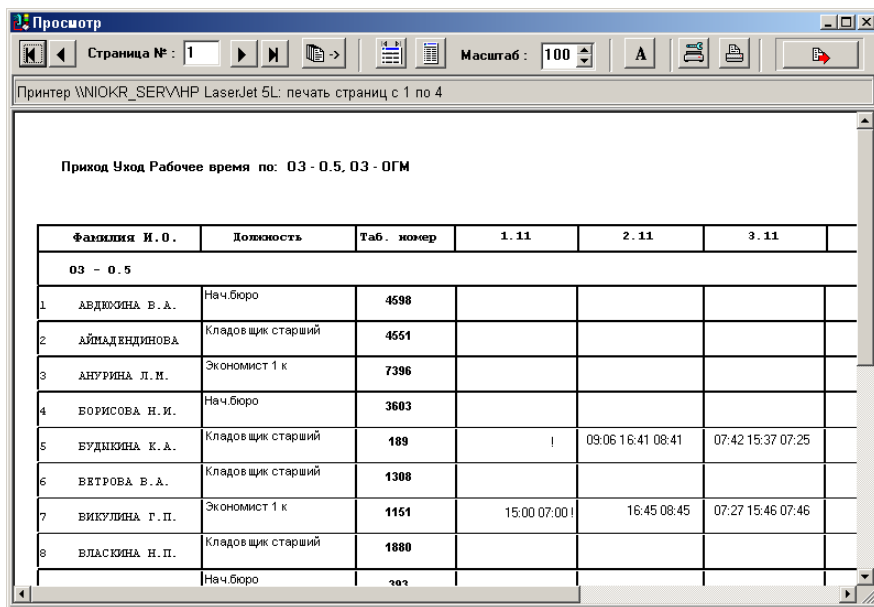 Просмотр
Страница № : 1 -> Масштаб : 100 A
Принтер \\NIOKR_SERV\HP LaserJet 5L: печать страниц с 1 по 4
Приход Уход Рабочее время по: 03 - 0.5, 03 - ОГМ
Фамилия И.О. Должность Таб. номер 1.11 2.11 3.11
03 - 0.5
1 АВДЮХИНА В.А. Нач.бюро 4598
2 АЙМАДЕНДИНОВА Кладовщик старший 4551
3 АНУРИНА Л.М. Экономист 1 к 7396
4 БОРИСОВА Н.И. Нач.бюро 3603
5 БУДЫКИНА К.А. Кладовщик старший 189 ! 09:06 16:41 08:41 07:42 15:37 07:25
6 ВЕТРОВА В.А. Кладовщик старший 1308
7 ВИКУЛИНА Г.П. Экономист 1 к 1151 15:00 07:00 ! 16:45 08:45 07:27 15:46 07:46
8 ВЛАСКИНА Н.П. Кладовщик старший 1880
Нач.бюро 393